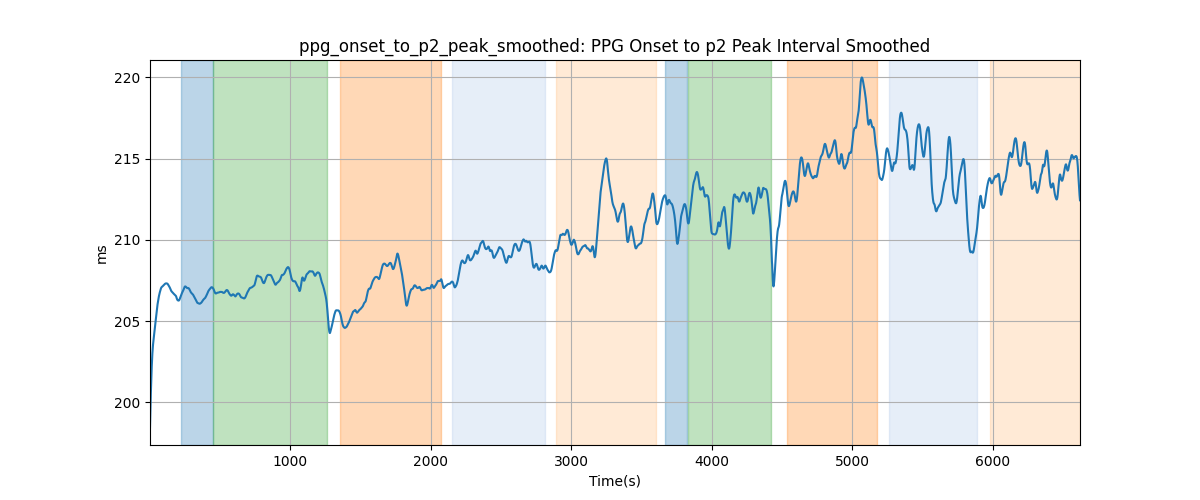 ppg_onset_to_p2_peak_smoothed: PPG Onset to p2 Peak Interval Smoothed
220
215
210
205
200
ms
1000 2000 3000 4000 5000 6000
Time(s)